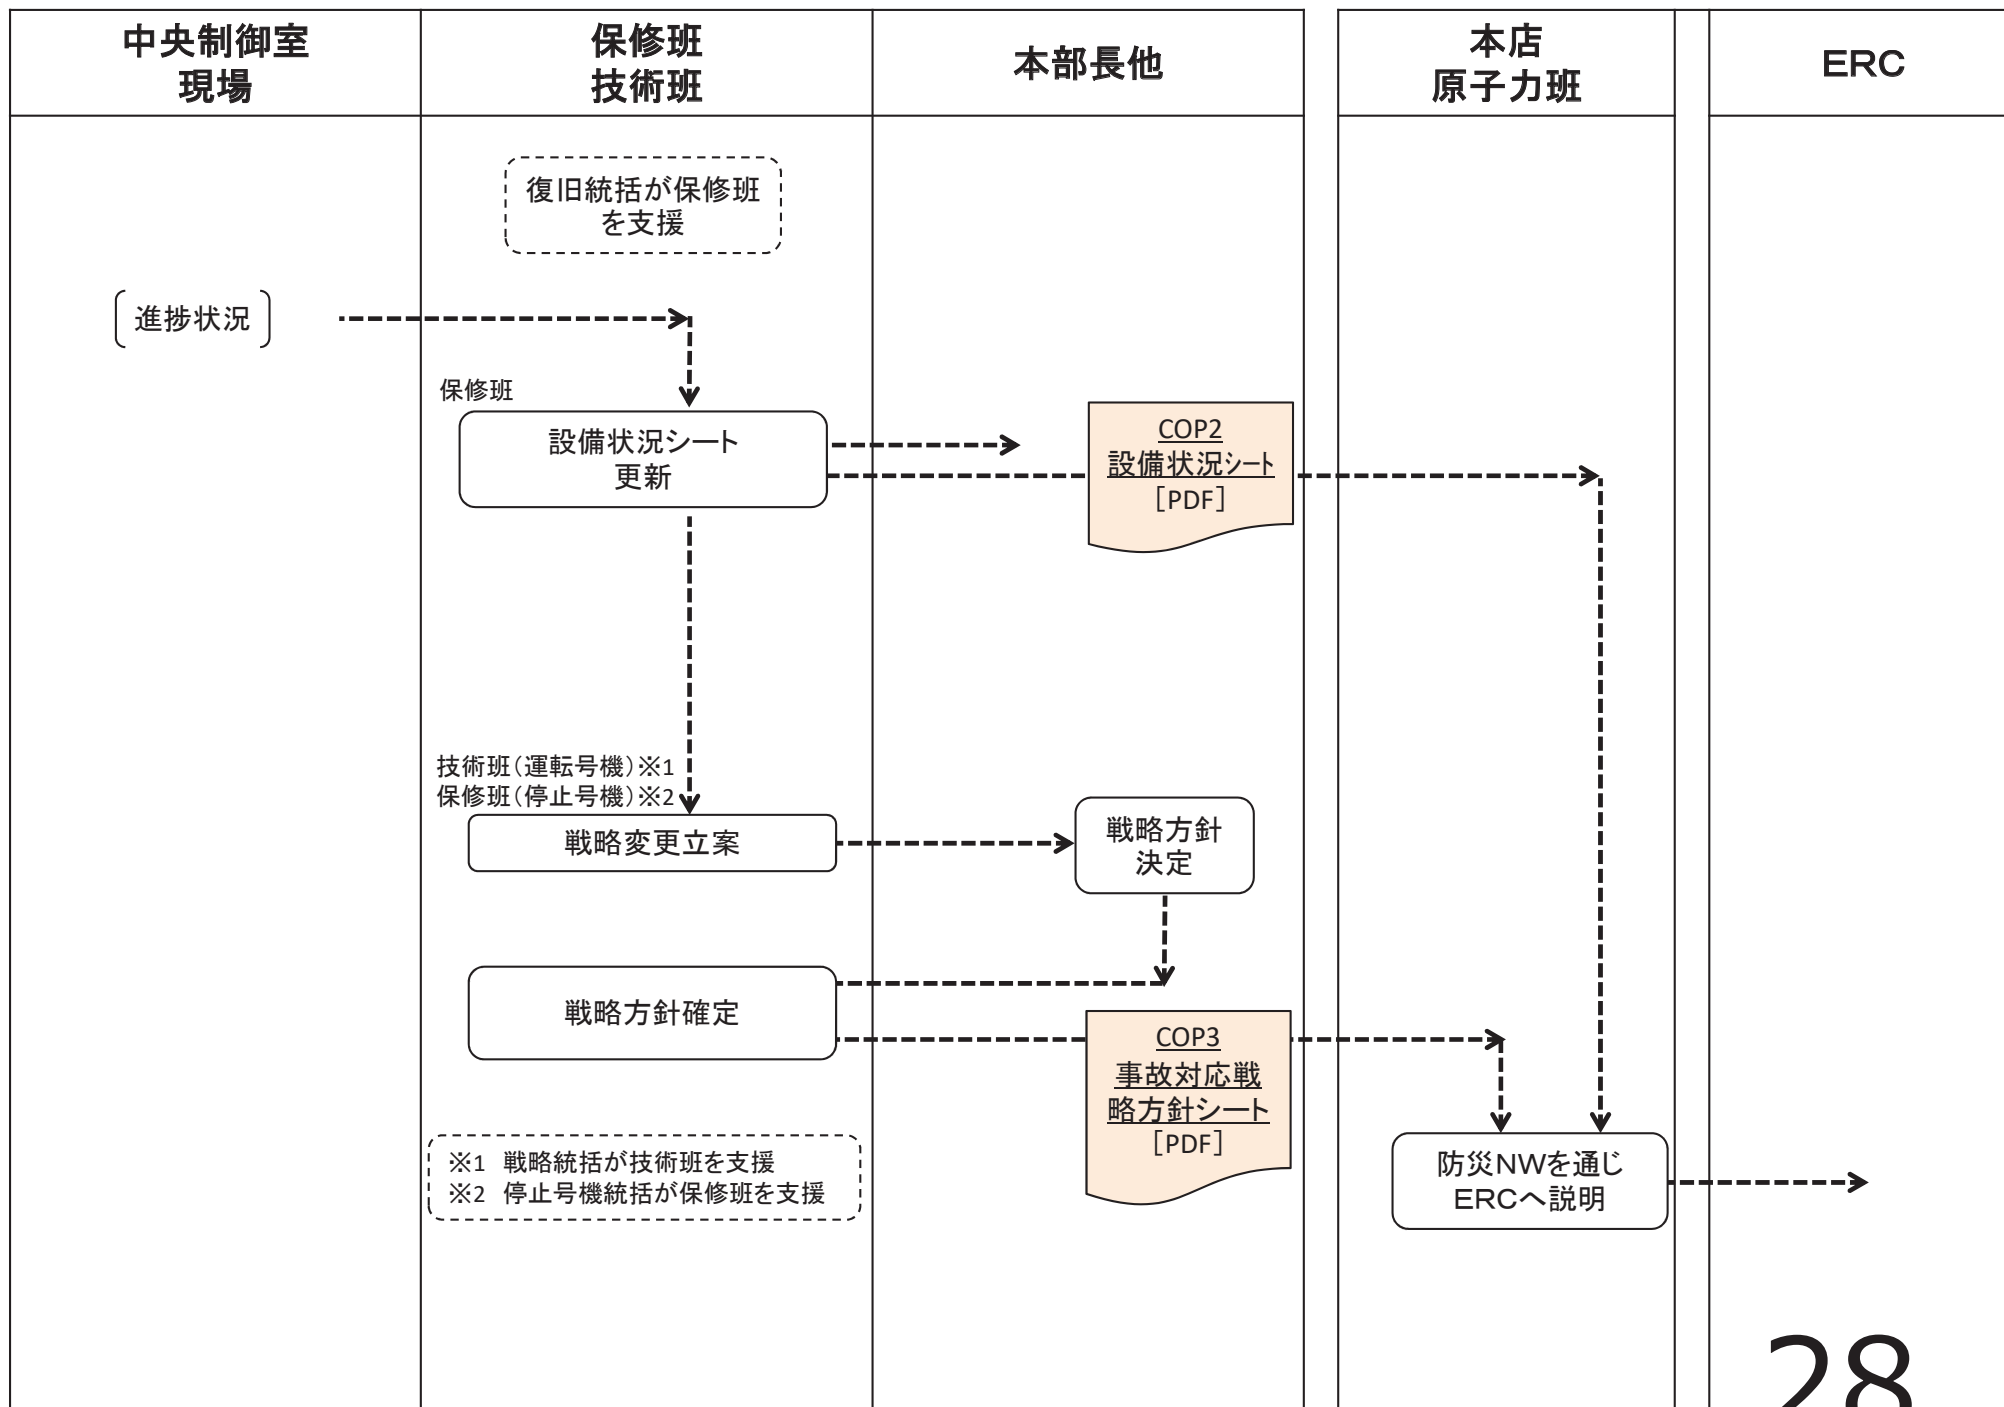 中央制御室
現場
保修班
技術班
本部長他
本店
原子力班
ERC
復旧統括が保修班
を支援
進捗状況
保修班
設備状況シート
更新
COP2
設備状況シート
［PDF］
技術班（運転号機）※1
保修班（停止号機）※2
戦略変更立案
戦略方針
決定
戦略方針確定
COP3
事故対応戦
略方針シート
［PDF］
※1 戦略統括が技術班を支援
※2 停止号機統括が保修班を支援
防災NWを通じ
ERCへ説明
28